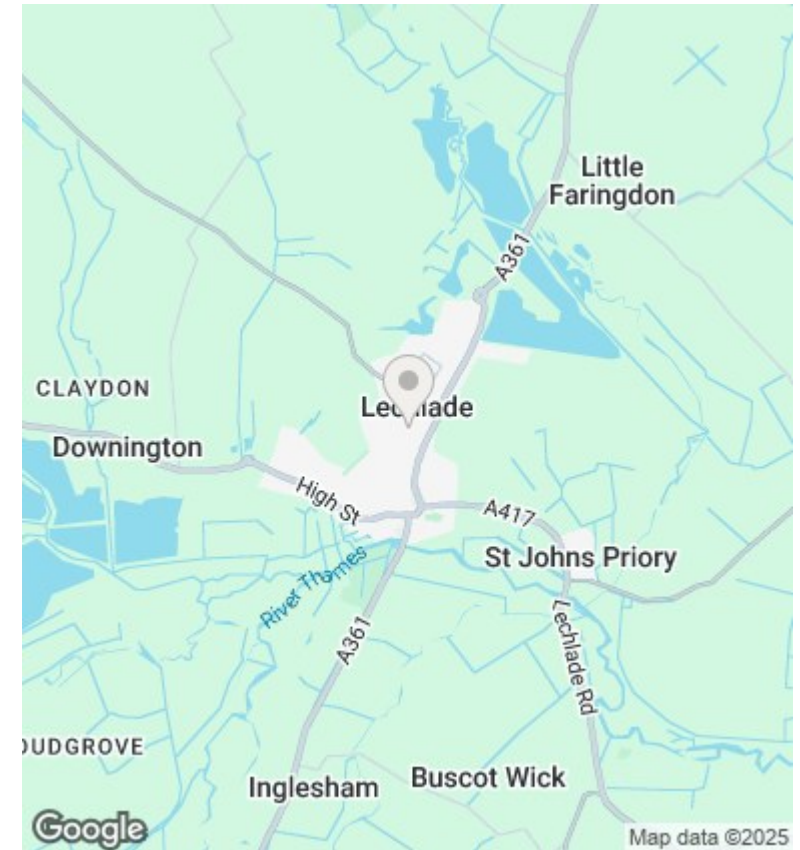 Little
Faringdon
A361
CLAYDON
Lechlade
Downington
High St
A417
St Johns Priory
River Thames
A361
Lechlade Rd
OUDGROVE
Inglesham
Buscot Wick
Google
Map data ©2025